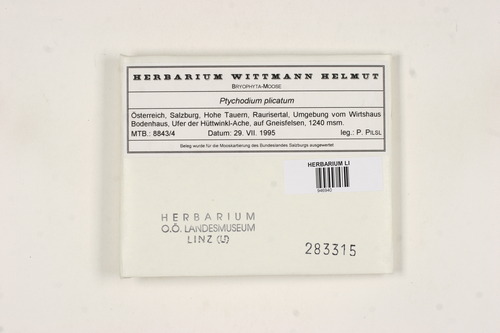 HERBARIUM WITTMANN HELMUT
BRYOPHYTA-MOOSE
Ptychodium plicatum
Österreich, Salzburg, Hohe Tauern, Raurisertal, Umgebung vom Wirtshaus
Bodenhaus, Ufer der Hüttwinkl-Ache, auf Gneisfelsen, 1240 msm.
MTB.: 8843/4 Datum: 29. VII. 1995 leg.: P. PILSL
Beleg wurde für die Mooskartierung des Bundeslandes Salzburgs ausgewertet
HERBARIUM LI
946940
HERBARIUM
O.Ö. LANDESMUSEUM
LINZ (LI)
283315